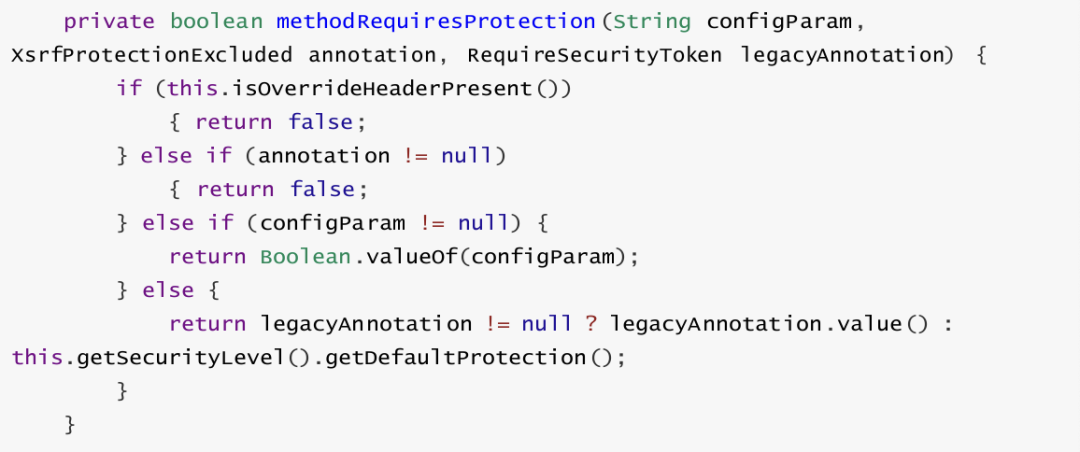 private boolean methodRequiresProtection(String configParam,
XsrfProtectionExcluded annotation, RequireSecurityToken legacyAnnotation) {
        if (this.isOverrideHeaderPresent())
            { return false;
        } else if (annotation != null)
            { return false;
        } else if (configParam != null) {
            return Boolean.valueOf(configParam);
        } else {
            return legacyAnnotation != null ? legacyAnnotation.value() :
this.getSecurityLevel().getDefaultProtection();
        }
    }